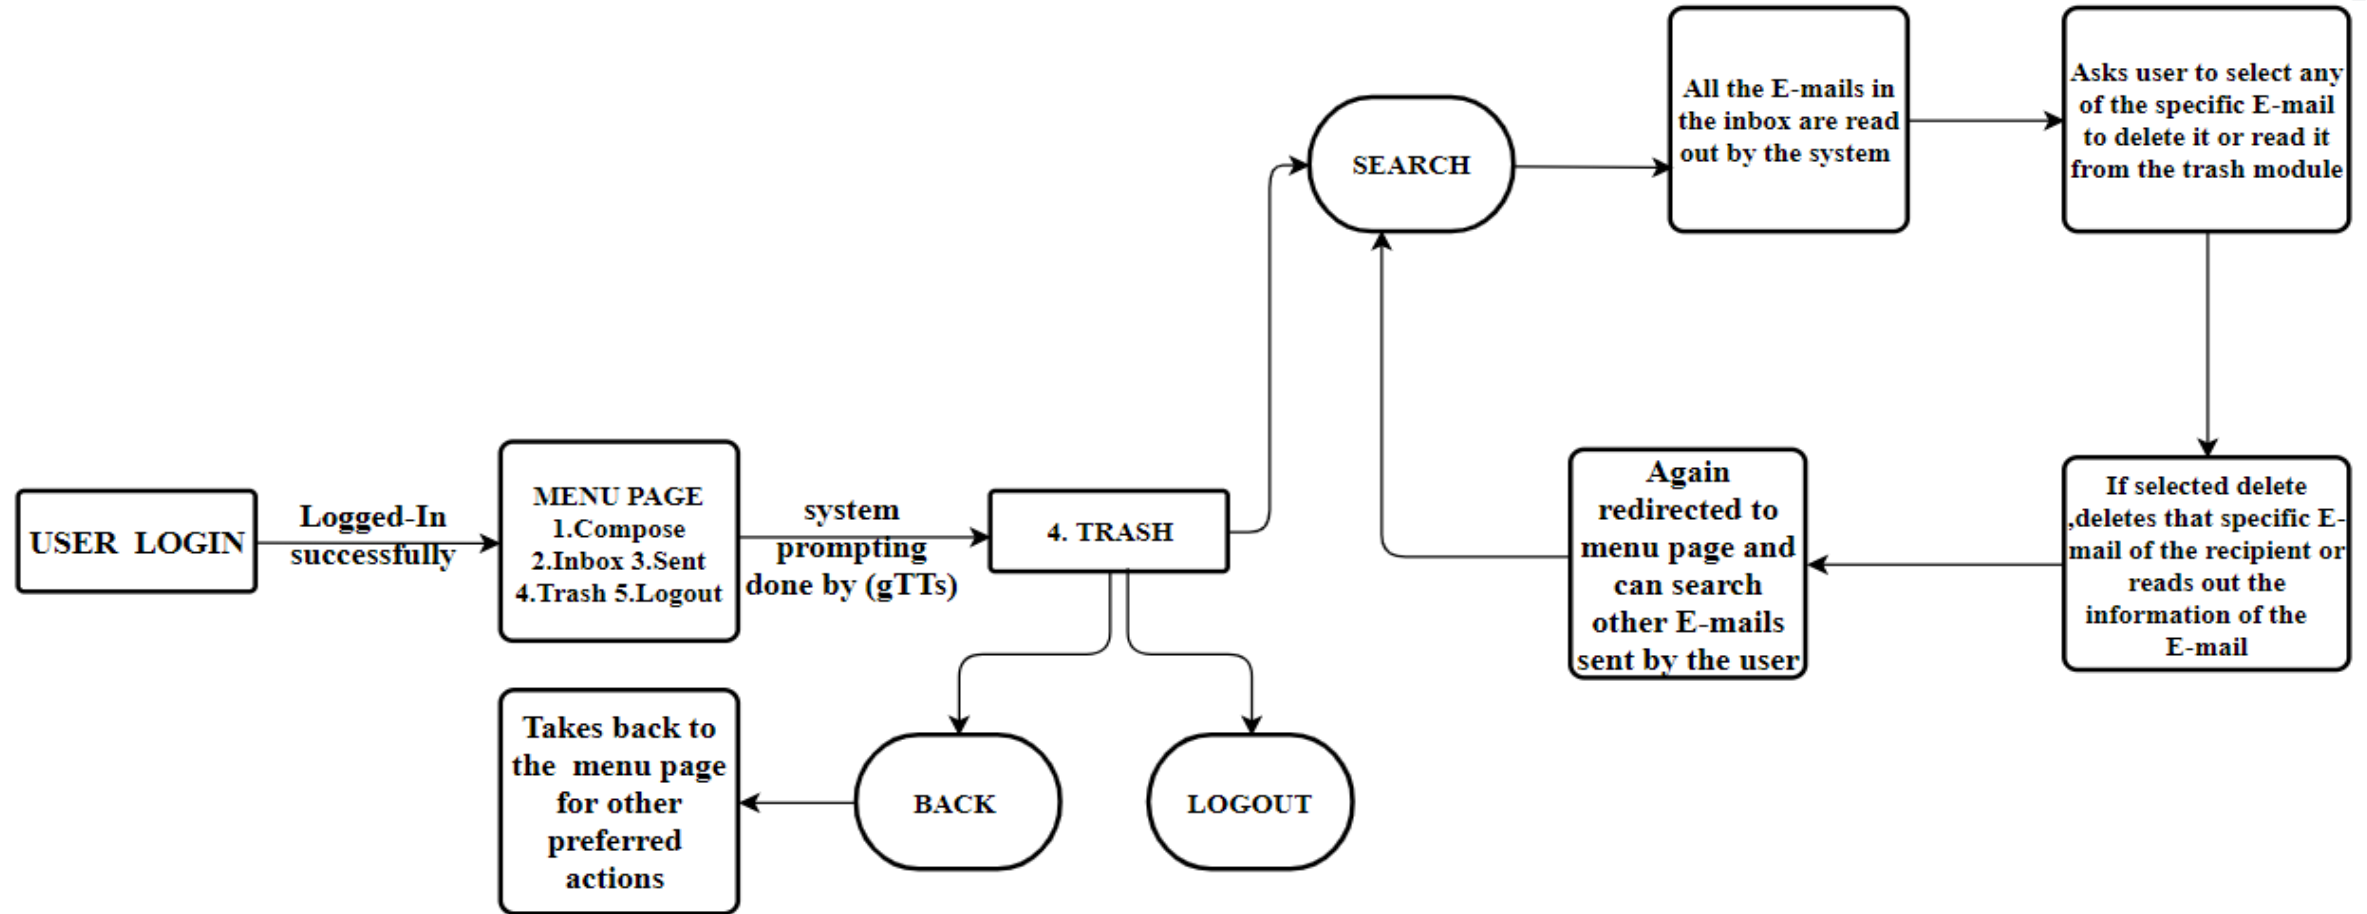 USER LOGIN
Logged-In
successfully
MENU PAGE
1.Compose
2.Inbox 3.Sent
4.Trash 5.Logout
system
prompting
done by (gTTs)
4. TRASH
SEARCH
All the E-mails in
the inbox are read
out by the system
Asks user to select any
of the specific E-mail
to delete it or read it
from the trash module
If selected delete
,deletes that specific E-
mail of the recipient or
reads out the
information of the
E-mail
Again
redirected to
menu page and
can search
other E-mails
sent by the user
BACK
LOGOUT
Takes back to
the menu page
for other
preferred
actions